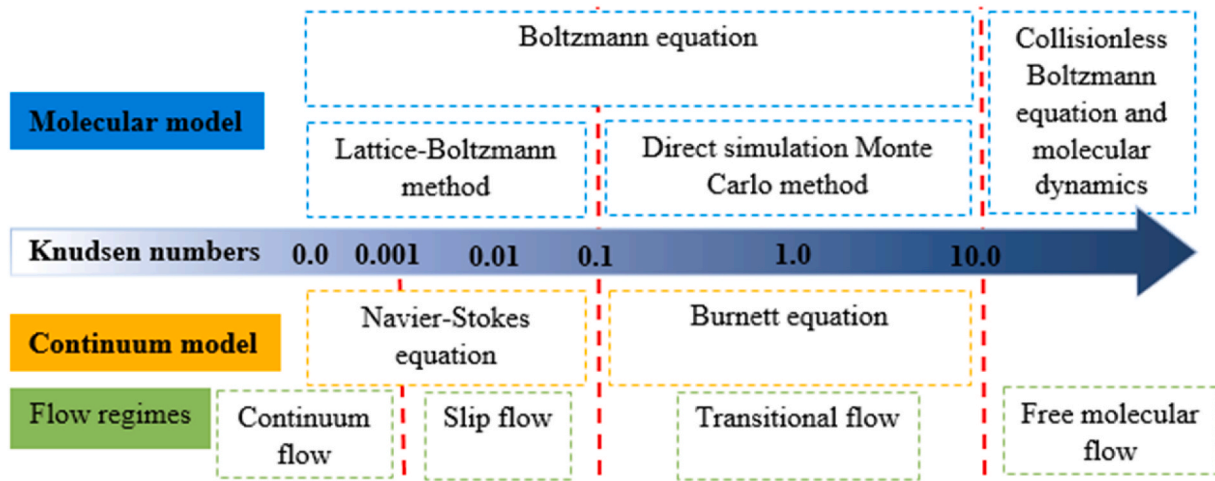 Boltzmann equation
Collisionless
Boltzmann
equation and
molecular
dynamics
Molecular model
Lattice-Boltzmann
method
Direct simulation Monte
Carlo method
Knudsen numbers 0.0 0.001 0.01 0.1 1.0 10.0
Continuum model
Navier-Stokes
equation
Burnett equation
Flow regimes
Continuum
flow
Slip flow
Transitional flow
Free molecular
flow